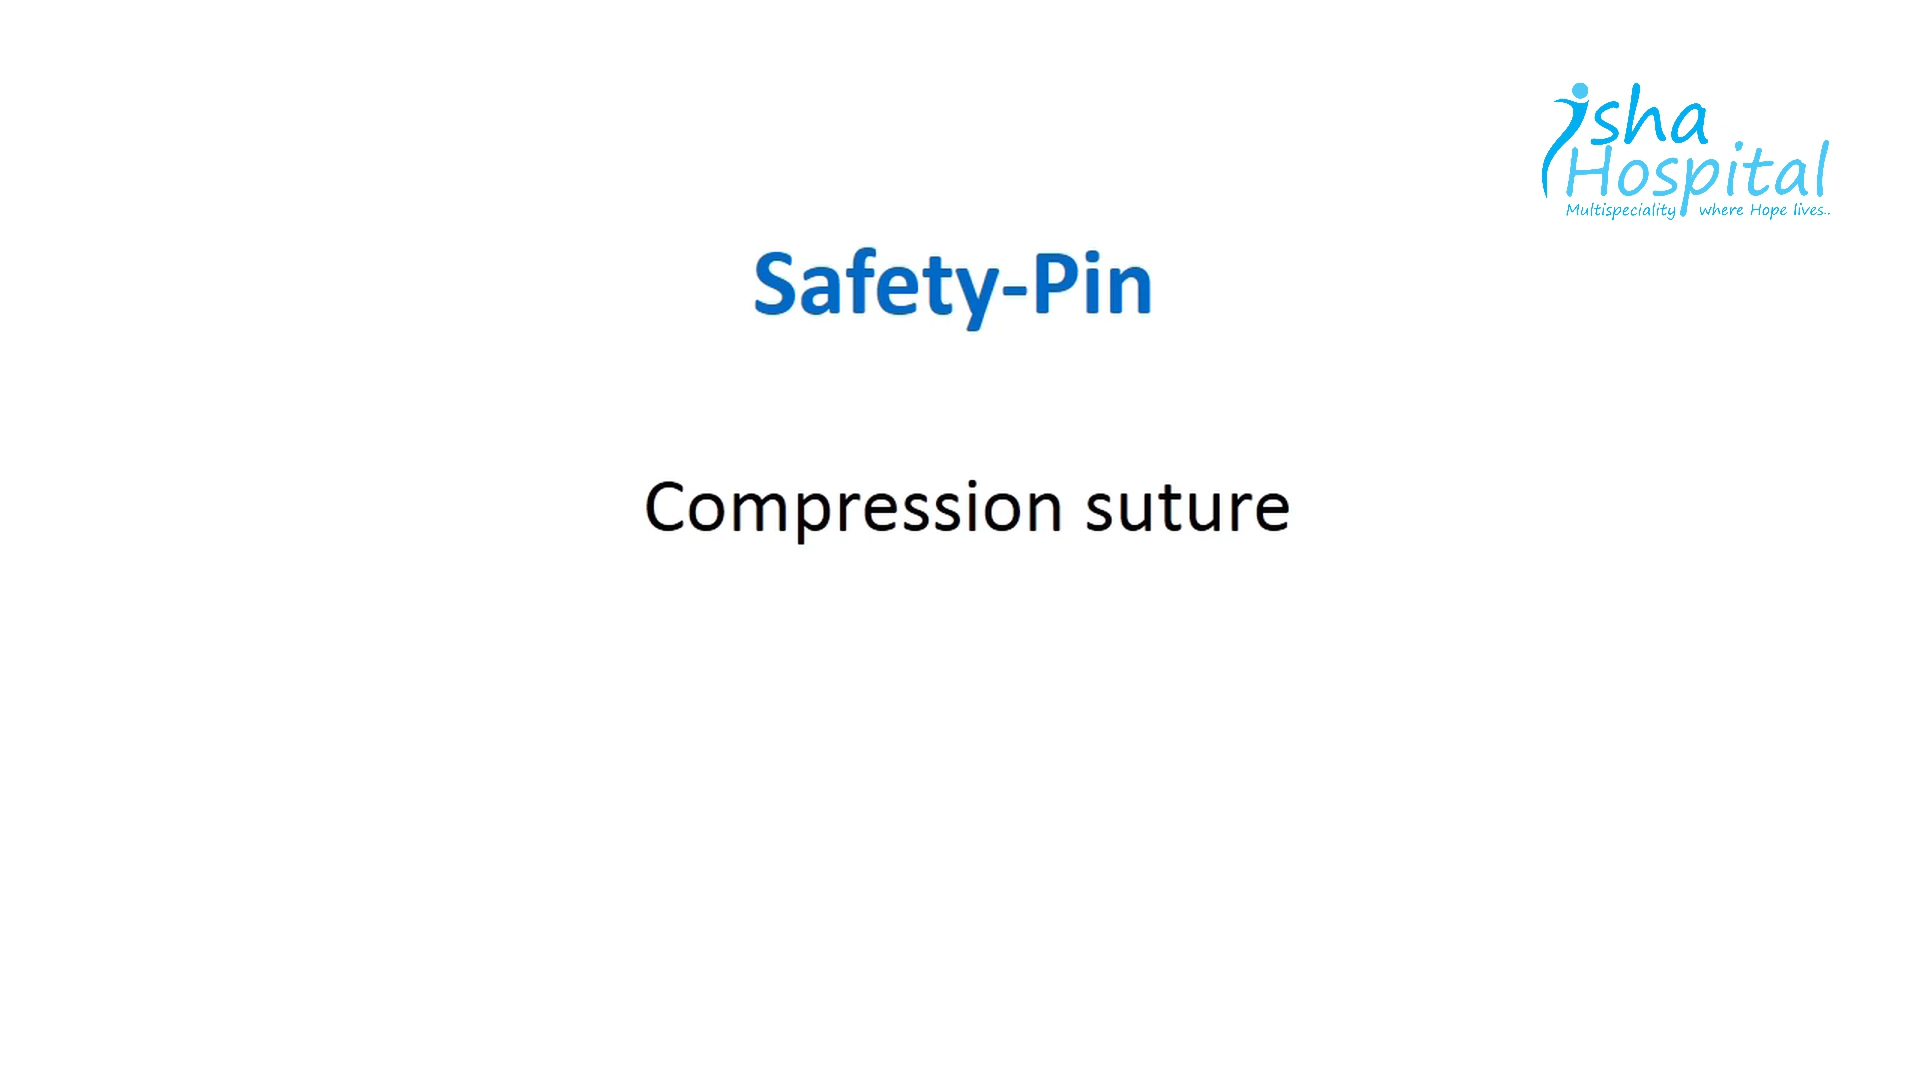 isha
Hospital
Multispeciality where Hope lives..
Safety-Pin
Compression suture